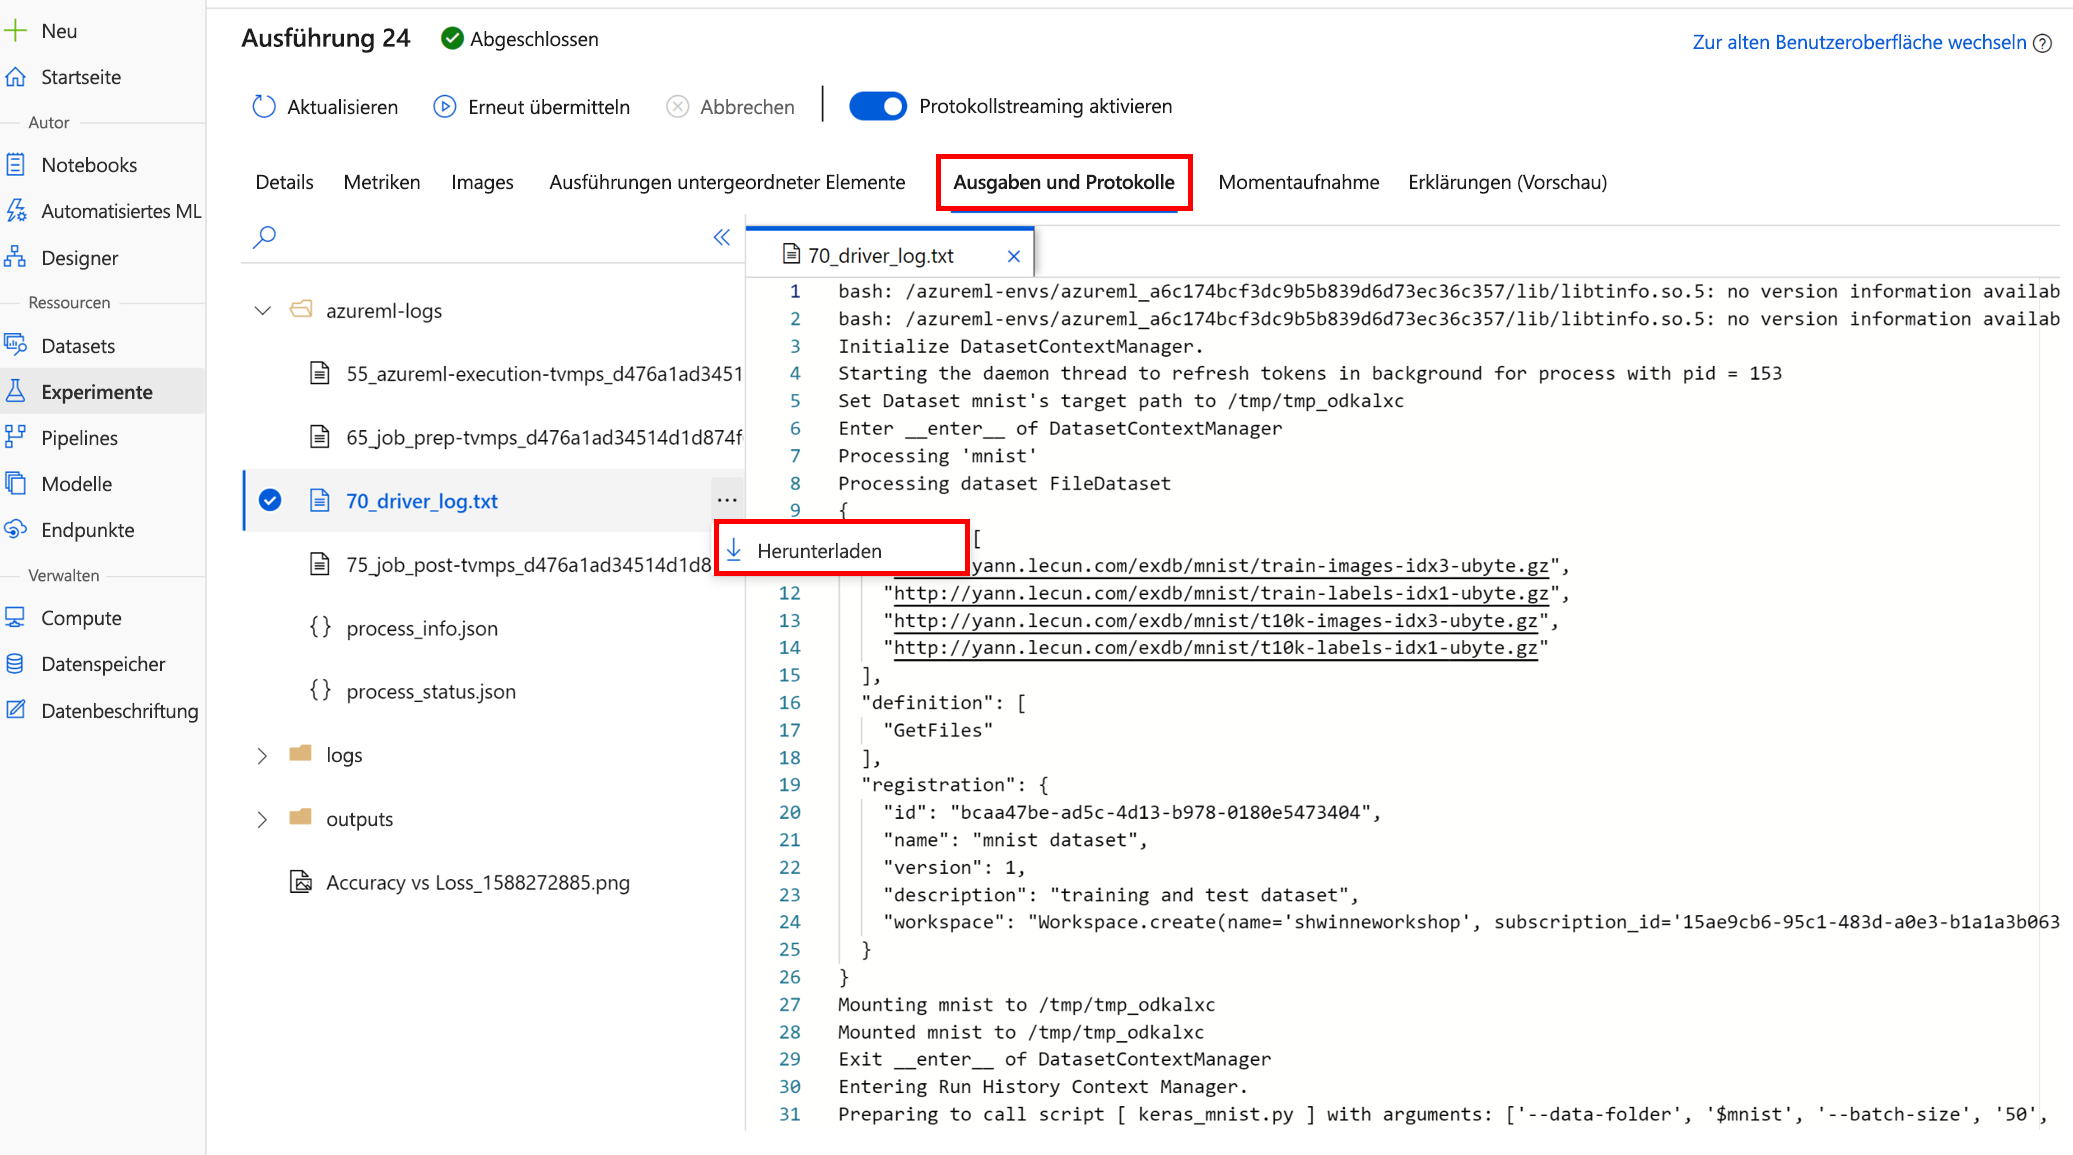 Neu
Startseite
Autor
Notebooks
Automatisiertes ML
Designer
Ressourcen
Datasets
Experimente
Pipelines
Modelle
Endpunkte
Verwalten
Compute
Datenspeicher
Datenbeschriftung
Ausführung 24 Abgeschlossen
Zur alten Benutzeroberfläche wechseln
Aktualisieren Erneut übermitteln Abbrechen Protokollstreaming aktivieren
Details Metriken Images Ausführungen untergeordneter Elemente Ausgaben und Protokolle Momentaufnahme Erklärungen (Vorschau)
azureml-logs
55_azureml-execution-tvmps_d476a1ad3451
65_job_prep-tvmps_d476a1ad34514d1d874f
70_driver_log.txt ...
Herunterladen
75_job_post-tvmps_d476a1ad34514d1d8
{} process_info.json
{} process_status.json
logs
outputs
Accuracy vs Loss_1588272885.png
70_driver_log.txt
1 bash: /azureml-envs/azureml_a6c174bcf3dc9b5b839d6d73ec36c357/lib/libtinfo.so.5: no version information availab
2 bash: /azureml-envs/azureml_a6c174bcf3dc9b5b839d6d73ec36c357/lib/libtinfo.so.5: no version information availab
3 Initialize DatasetContextManager.
4 Starting the daemon thread to refresh tokens in background for process with pid = 153
5 Set Dataset mnist's target path to /tmp/tmp_odkalxc
6 Enter __enter__ of DatasetContextManager
7 Processing 'mnist'
8 Processing dataset FileDataset
9 {
[
yann.lecun.com/exdb/mnist/train-images-idx3-ubyte.gz",
12 "http://yann.lecun.com/exdb/mnist/train-labels-idx1-ubyte.gz",
13 "http://yann.lecun.com/exdb/mnist/t10k-images-idx3-ubyte.gz",
14 "http://yann.lecun.com/exdb/mnist/t10k-labels-idx1-ubyte.gz"
15 ],
16 "definition": [
17 "GetFiles"
18 ],
19 "registration": {
20 "id": "bcaa47be-ad5c-4d13-b978-0180e5473404",
21 "name": "mnist dataset",
22 "version": 1,
23 "description": "training and test dataset",
24 "workspace": "Workspace.create(name='shwinneworkshop', subscription_id='15ae9cb6-95c1-483d-a0e3-b1a1a3b063
25 }
26 }
27 Mounting mnist to /tmp/tmp_odkalxc
28 Mounted mnist to /tmp/tmp_odkalxc
29 Exit __enter__ of DatasetContextManager
30 Entering Run History Context Manager.
31 Preparing to call script [ keras_mnist.py ] with arguments: ['--data-folder', '$mnist', '--batch-size', '50',